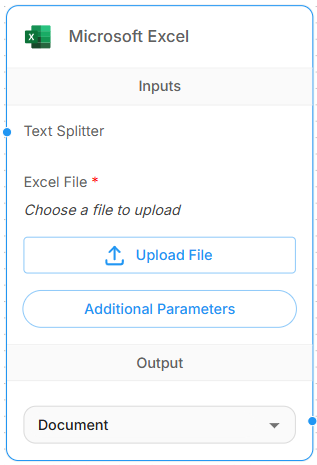 Microsoft Excel
Inputs
Text Splitter
Excel File *
Choose a file to upload
Upload File
Additional Parameters
Output
Document